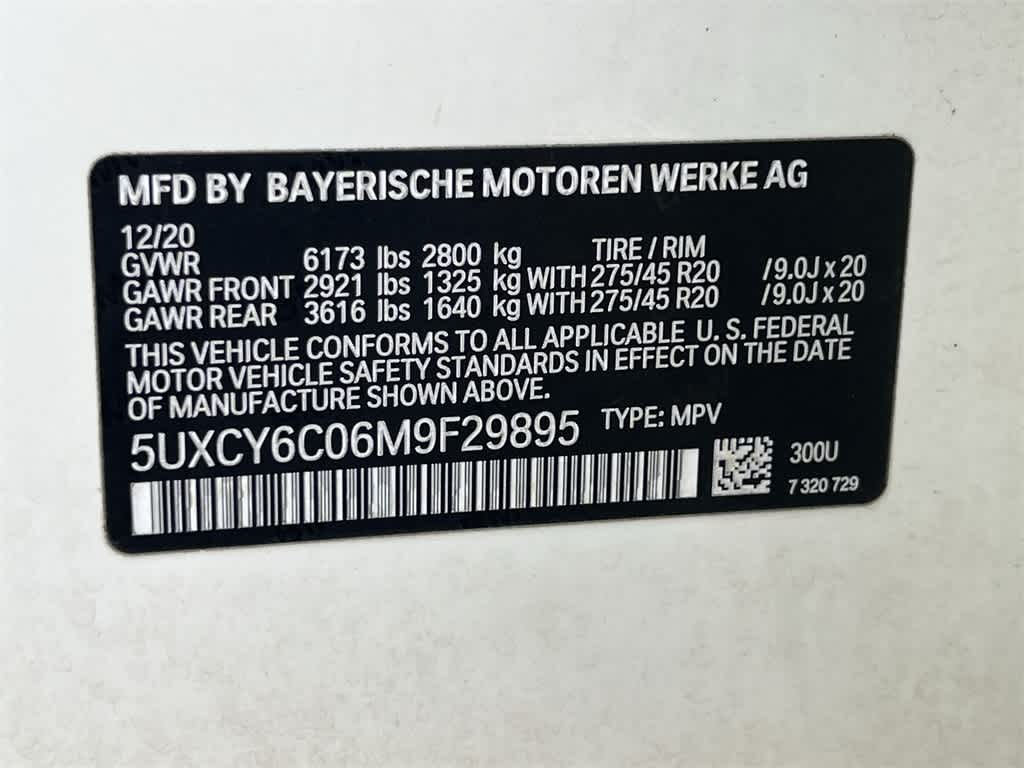 MFD BY BAYERISCHE MOTOREN WERKE AG
12/20
GVWR 6173 lbs 2800 kg TIRE / RIM
GAWR FRONT 2921 lbs 1325 kg WITH 275/45 R20 /9.0J x 20
GAWR REAR 3616 lbs 1640 kg WITH 275/45 R20 /9.0J x 20
THIS VEHICLE CONFORMS TO ALL APPLICABLE U. S. FEDERAL
MOTOR VEHICLE SAFETY STANDARDS IN EFFECT ON THE DATE
OF MANUFACTURE SHOWN ABOVE.
5UXCY6C06M9F29895 TYPE: MPV
300U
7 320 729